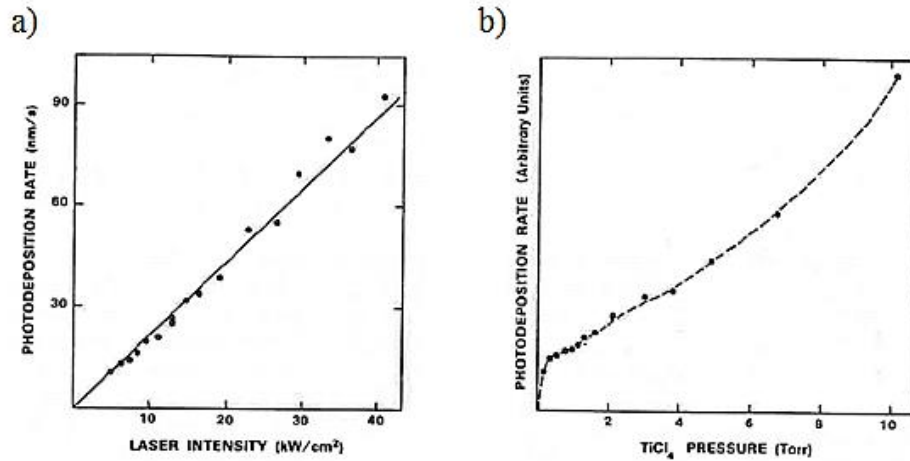 a)
PHOTODEPOSITION RATE (nm/s)
90
60
30
10
20
30
40
LASER INTENSITY (kW/cm²)
b)
PHOTODEPOSITION RATE (Arbitrary Units)
2
4
6
8
10
TiCl₄ PRESSURE (Torr)